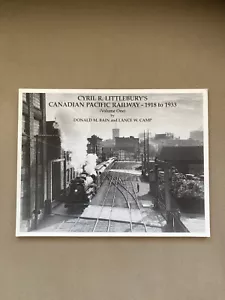 CYRIL R. LITTLEBURY'S
CANADIAN PACIFIC RAILWAY – 1918 to 1933
(Volume One)
by
DONALD M. BAIN and LANCE W. CAMP